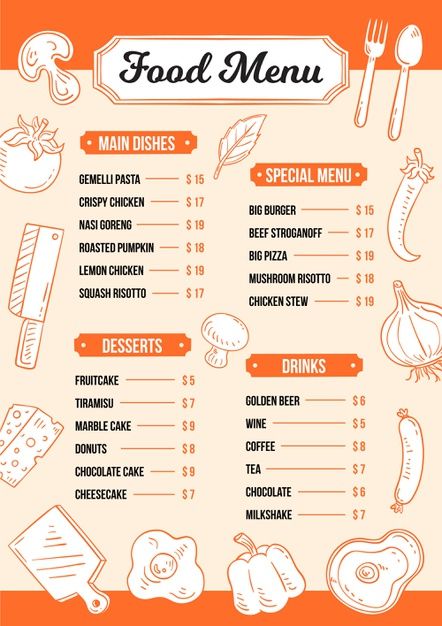 Food Menu
MAIN DISHES
GEMELLI PASTA $ 15
CRISPY CHICKEN $ 17
NASI GORENG $ 19
ROASTED PUMPKIN $ 18
LEMON CHICKEN $ 19
SQUASH RISOTTO $ 17
SPECIAL MENU
BIG BURGER $ 15
BEEF STROGANOFF $ 17
BIG PIZZA $ 19
MUSHROOM RISOTTO $ 18
CHICKEN STEW $ 19
DESSERTS
FRUITCAKE $ 5
TIRAMISU $ 7
MARBLE CAKE $ 9
DONUTS $ 8
CHOCOLATE CAKE $ 9
CHEESECAKE $ 7
DRINKS
GOLDEN BEER $ 6
WINE $ 5
COFFEE $ 8
TEA $ 7
CHOCOLATE $ 6
MILKSHAKE $ 7